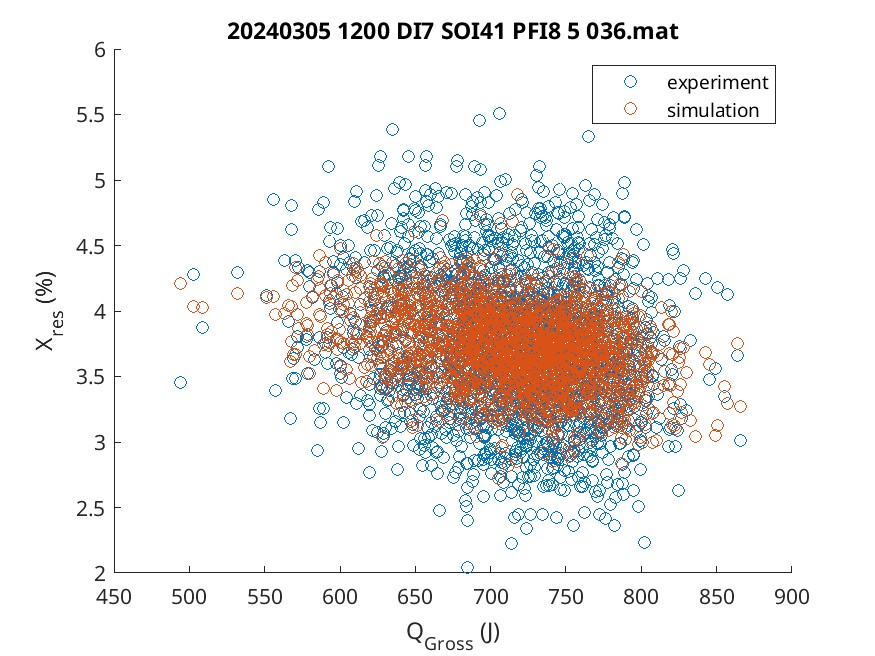 20240305 1200 DI7 SOI41 PFI8 5 036.mat
6
5.5
5
4.5
4
3.5
3
2.5
2
X_res (%)
experiment
simulation
450 500 550 600 650 700 750 800 850 900
Q_Gross (J)